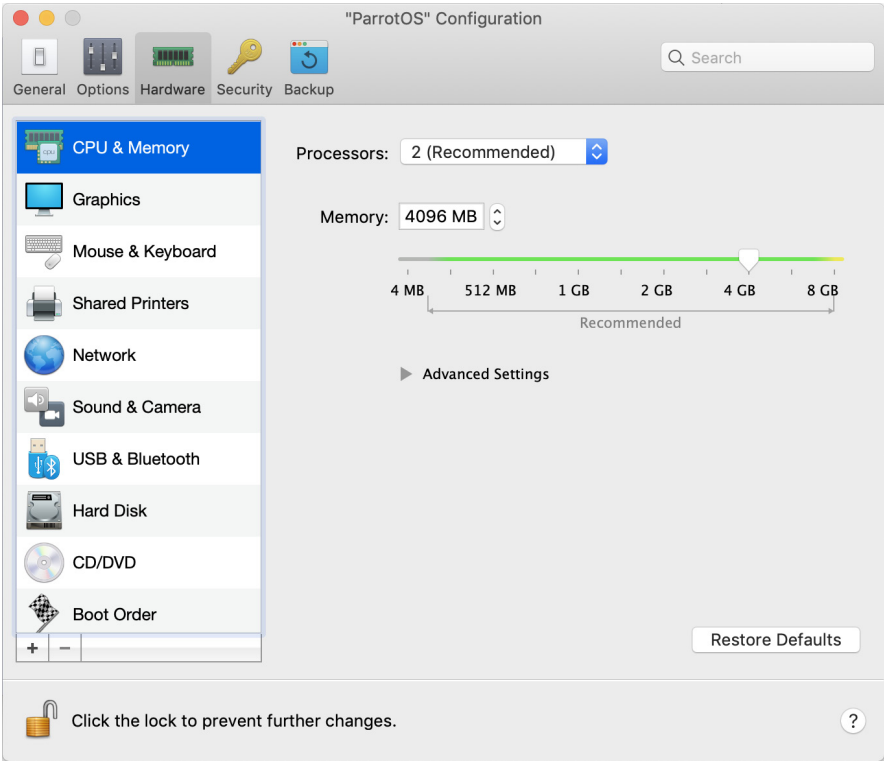 "ParrotOS" Configuration
General Options Hardware Security Backup
Search
CPU & Memory
Graphics
Mouse & Keyboard
Shared Printers
Network
Sound & Camera
USB & Bluetooth
Hard Disk
CD/DVD
Boot Order
+ −
Processors: 2 (Recommended)
Memory: 4096 MB
4 MB 512 MB 1 GB 2 GB 4 GB 8 GB
Recommended
Advanced Settings
Restore Defaults
Click the lock to prevent further changes.
?